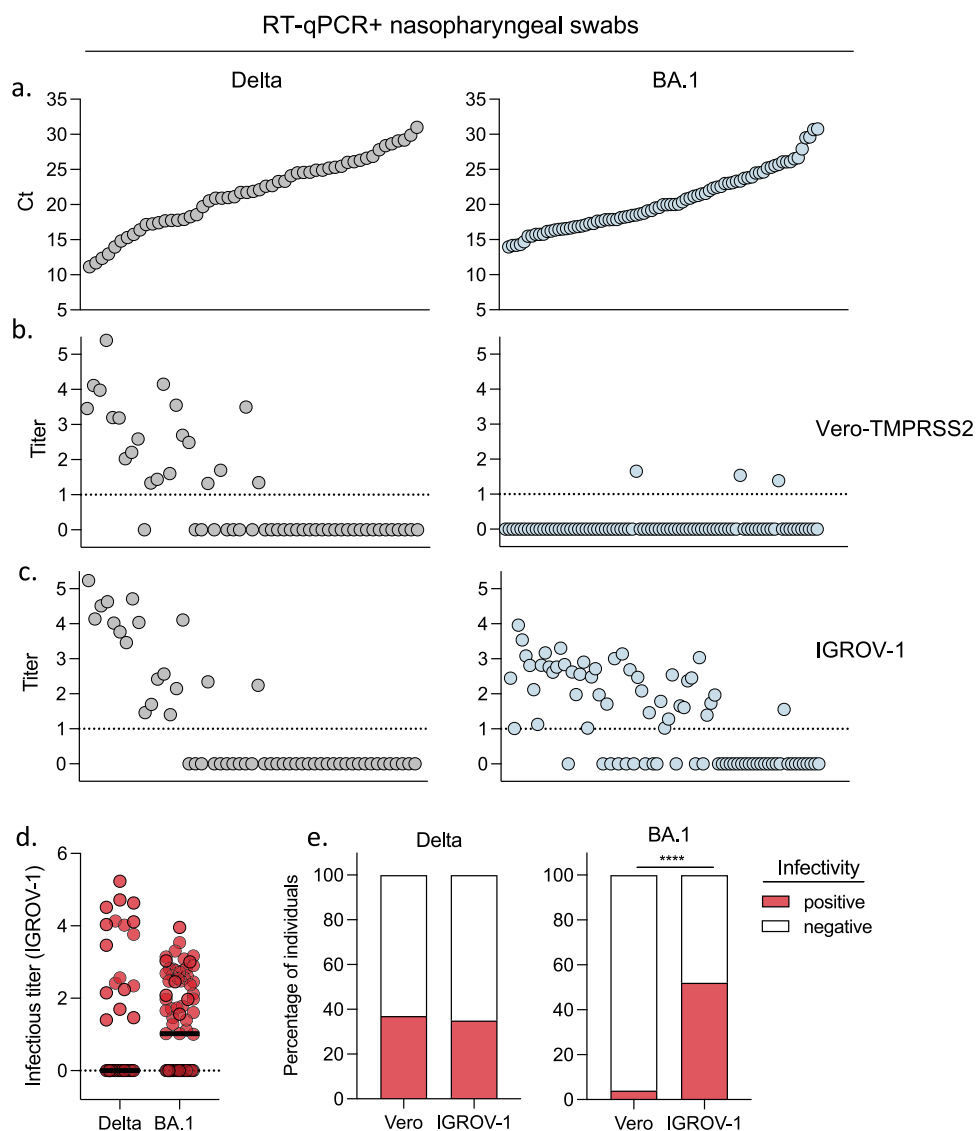 RT-qPCR+ nasopharyngeal swabs
Delta
BA.1
a.
Ct
35
30
25
20
15
10
5
35
30
25
20
15
10
5
b.
Titer
5
4
3
2
1
0
5
4
3
2
1
0
Vero-TMPRSS2
c.
Titer
5
4
3
2
1
0
5
4
3
2
1
0
IGROV-1
d.
Infectious titer (IGROV-1)
6
4
2
0
Delta BA.1
e.
Delta
Percentage of individuals
100
80
60
40
20
0
Vero IGROV-1
BA.1
****
100
80
60
40
20
0
Vero IGROV-1
Infectivity
positive
negative